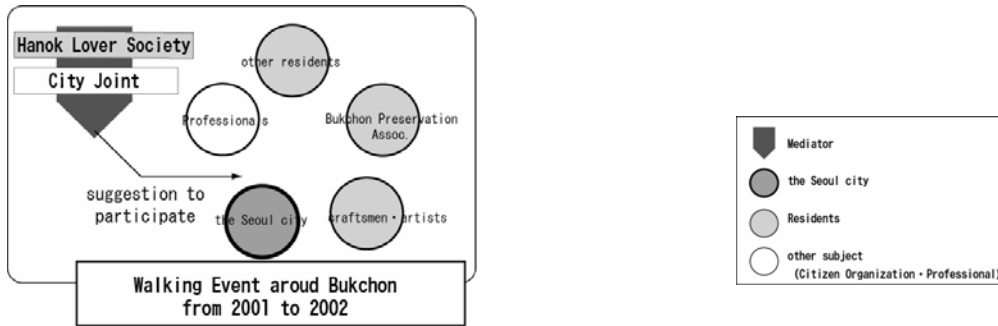 Hanok Lover Society
City Joint
other residents
Professionals
Bukchon Preservation
Assoc.
suggestion to
participate
the Seoul city
craftsmen・artists
Walking Event aroud Bukchon
from 2001 to 2002
Mediator
the Seoul city
Residents
other subject
(Citizen Organization・Professional)